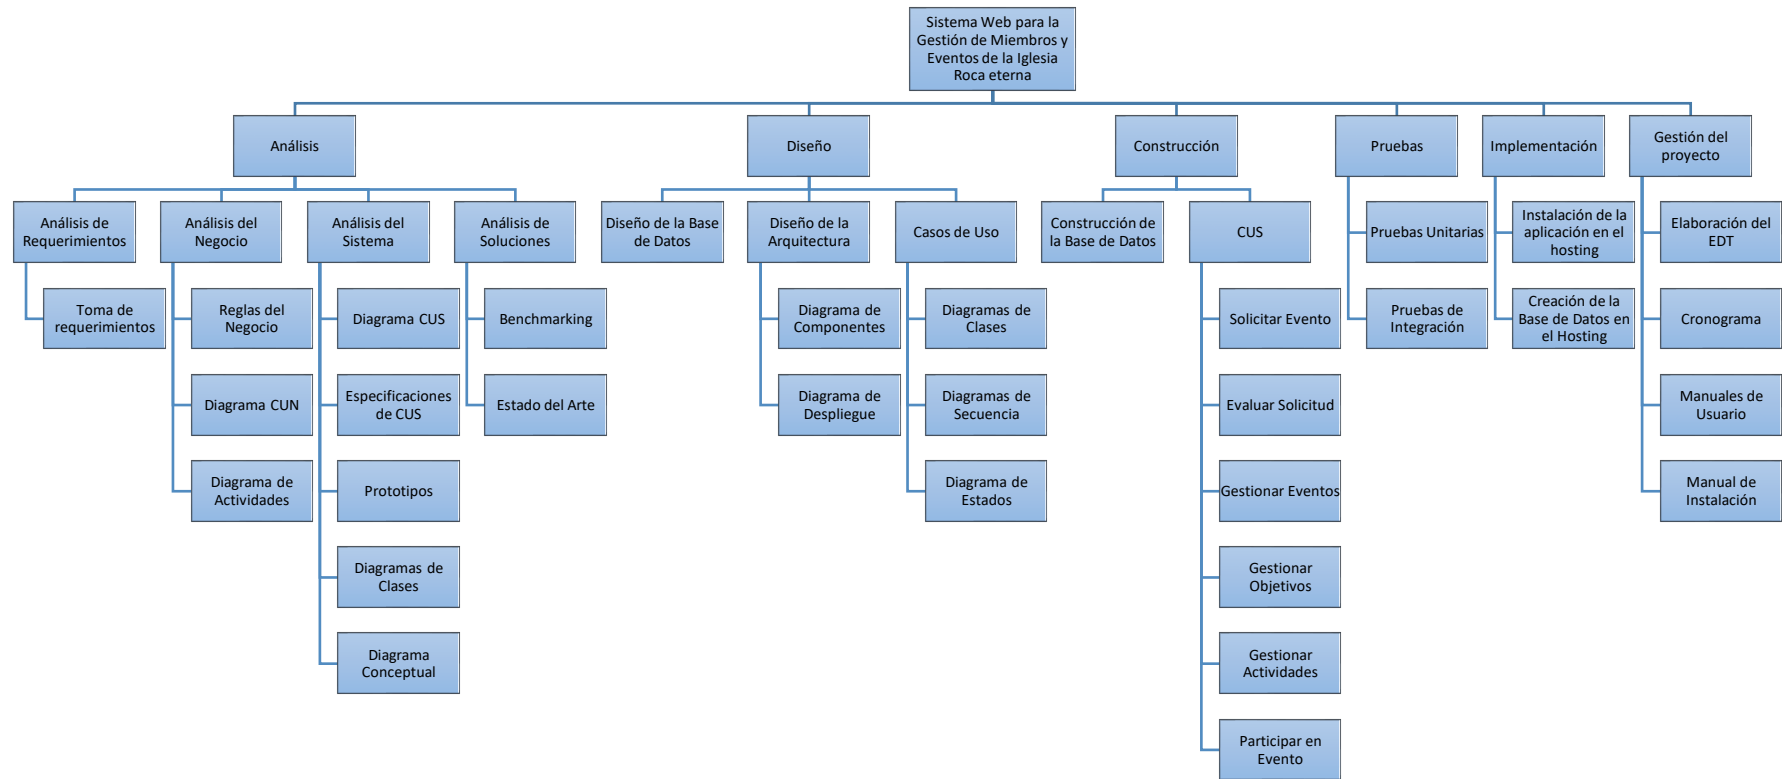 Sistema Web para la
Gestión de Miembros y
Eventos de la Iglesia
Roca eterna
Análisis
Diseño
Construcción
Pruebas
Implementación
Gestión del
proyecto
Análisis de
Requerimientos
Análisis del
Negocio
Análisis del
Sistema
Análisis de
Soluciones
Diseño de la Base
de Datos
Diseño de la
Arquitectura
Casos de Uso
Construcción de
la Base de Datos
CUS
Pruebas Unitarias
Instalación de la
aplicación en el
hosting
Elaboración del
EDT
Toma de
requerimientos
Reglas del
Negocio
Diagrama CUS
Benchmarking
Diagrama de
Componentes
Diagramas de
Clases
Solicitar Evento
Pruebas de
Integración
Creación de la
Base de Datos en
el Hosting
Cronograma
Diagrama CUN
Especificaciones
de CUS
Estado del Arte
Diagrama de
Despliegue
Diagramas de
Secuencia
Evaluar Solicitud
Manuales de
Usuario
Diagrama de
Actividades
Prototipos
Diagrama de
Estados
Gestionar Eventos
Manual de
Instalación
Diagramas de
Clases
Gestionar
Objetivos
Diagrama
Conceptual
Gestionar
Actividades
Participar en
Evento